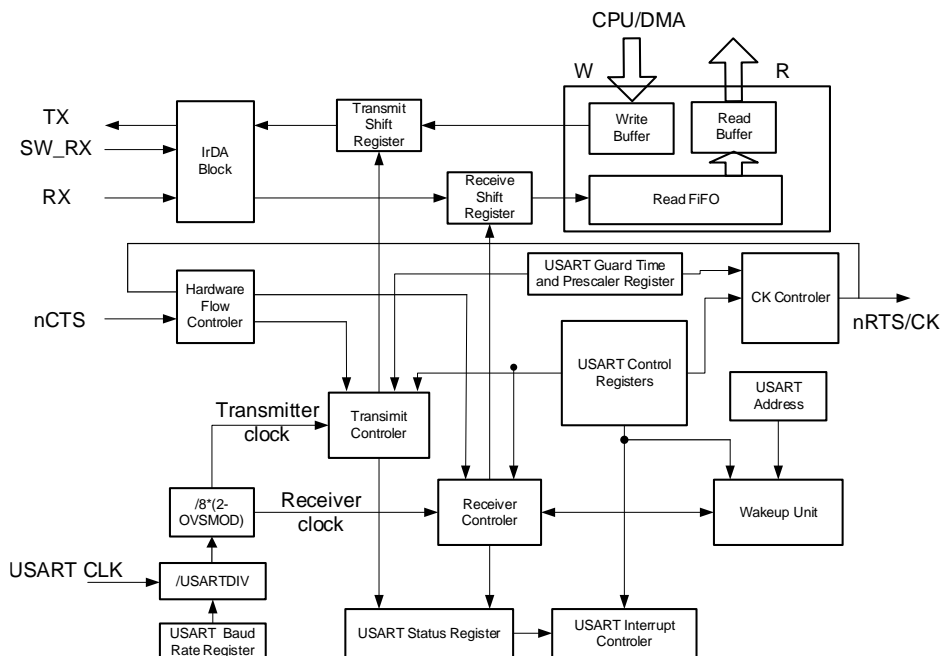 CPU/DMA
W
R
TX
SW_RX
RX
IrDA
Block
Transmit
Shift
Register
Write
Buffer
Read
Buffer
Receive
Shift
Register
Read FiFO
nCTS
Hardware
Flow
Controler
USART Guard Time
and Prescaler Register
CK Controler
nRTS/CK
USART Control
Registers
USART
Address
Transmitter
clock
Transimit
Controler
/8*(2-
OVSMOD)
Receiver
clock
Receiver
Controler
Wakeup Unit
USART CLK
/USARTDIV
USART Baud
Rate Register
USART Status Register
USART Interrupt
Controler